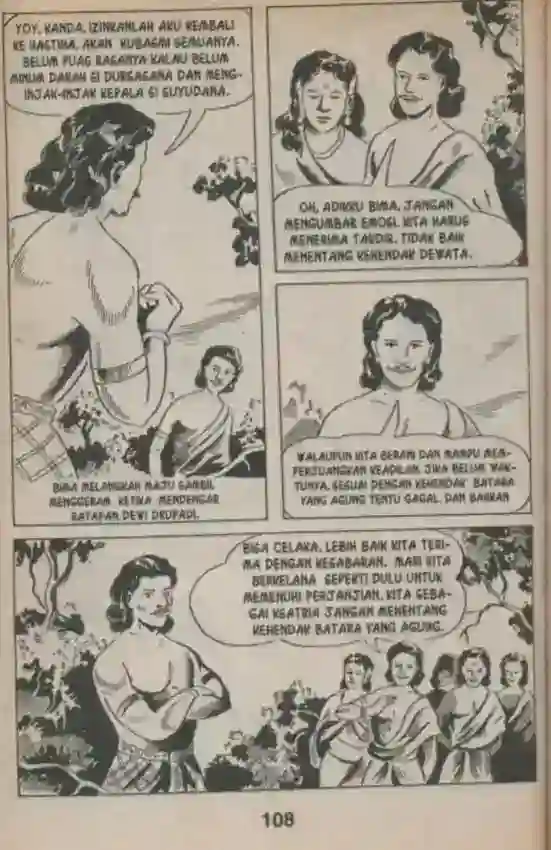 YOY, KANDA, IZINKANLAH AKU KEMBALI
KE HASTINA, AKAN KUBASMI SEMUANYA.
BELUM PUAS RASANYA KALAU BELUM
MINUM DARAH SI DURSASANA DAN MENG-
INJAK-INJAK KEPALA SI SUYUDANA.
BIMA MELANGKAH MAJU SAMBIL
MENGGERAM KETIKA MENDENGAR
RATAPAN DEWI DRUPADI.
OH, ADIKKU BIMA, JANGAN
MENGUMBAR EMOSI. KITA HARUS
MENERIMA TAKDIR. TIDAK BAIK
MENENTANG KEHENDAK DEWATA.
WALAUPUN KITA BERANI DAN MAMPU MEM-
PERJUANGKAN KEADILAN, JIKA BELUM WAK-
TUNYA, SESUAI DENGAN KEHENDAK BATARA
YANG AGUNG TENTU GAGAL. DAN BAHKAN
BISA CELAKA. LEBIH BAIK KITA TERI-
MA DENGAN KESABARAN. MARI KITA
BERKELANA SEPERTI DULU UNTUK
MEMENUHI PERJANJIAN. KITA SEBA-
GAI KSATRIA JANGAN MENENTANG
KEHENDAK BATARA YANG AGUNG.
108